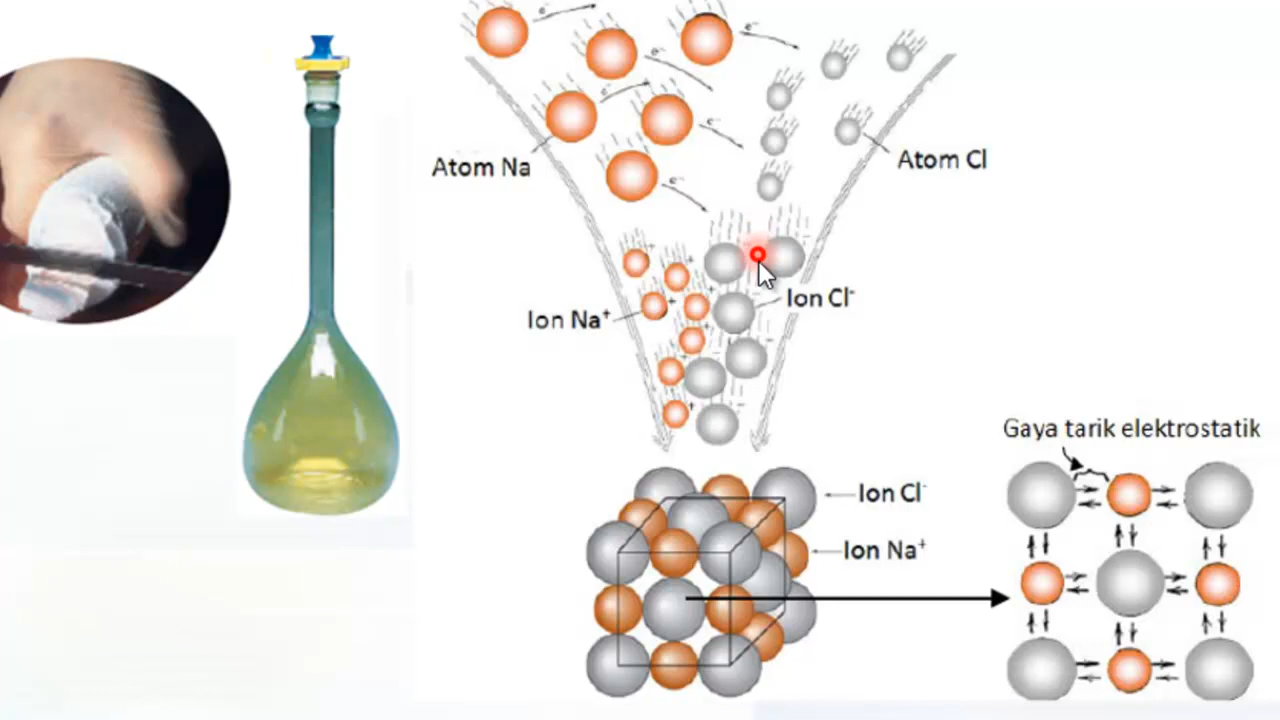 e⁻
e⁻
e⁻
e⁻
e⁻
e⁻
Atom Na
Atom Cl
Ion Cl⁻
Ion Na⁺
Gaya tarik elektrostatik
Ion Cl⁻
Ion Na⁺